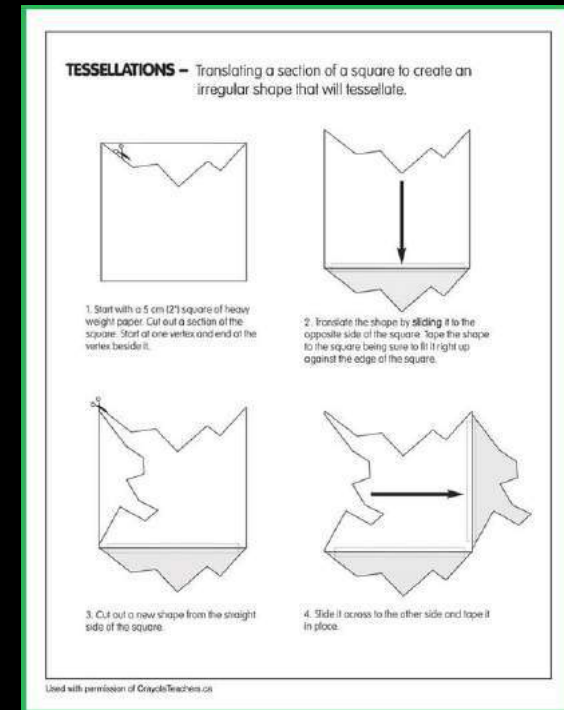 TESSELLATIONS – Translating a section of a square to create an
irregular shape that will tessellate.
1. Start with a 5 cm (2") square of heavy
weight paper. Cut out a section of the
square. Start at one vertex and end at the
vertex beside it.
2. Translate the shape by sliding it to the
opposite side of the square. Tape the shape
to the square being sure to fit it right up
against the edge of the square.
3. Cut out a new shape from the straight
side of the square.
4. Slide it across to the other side and tape it
in place.
Used with permission of CrayolaTeachers.ca